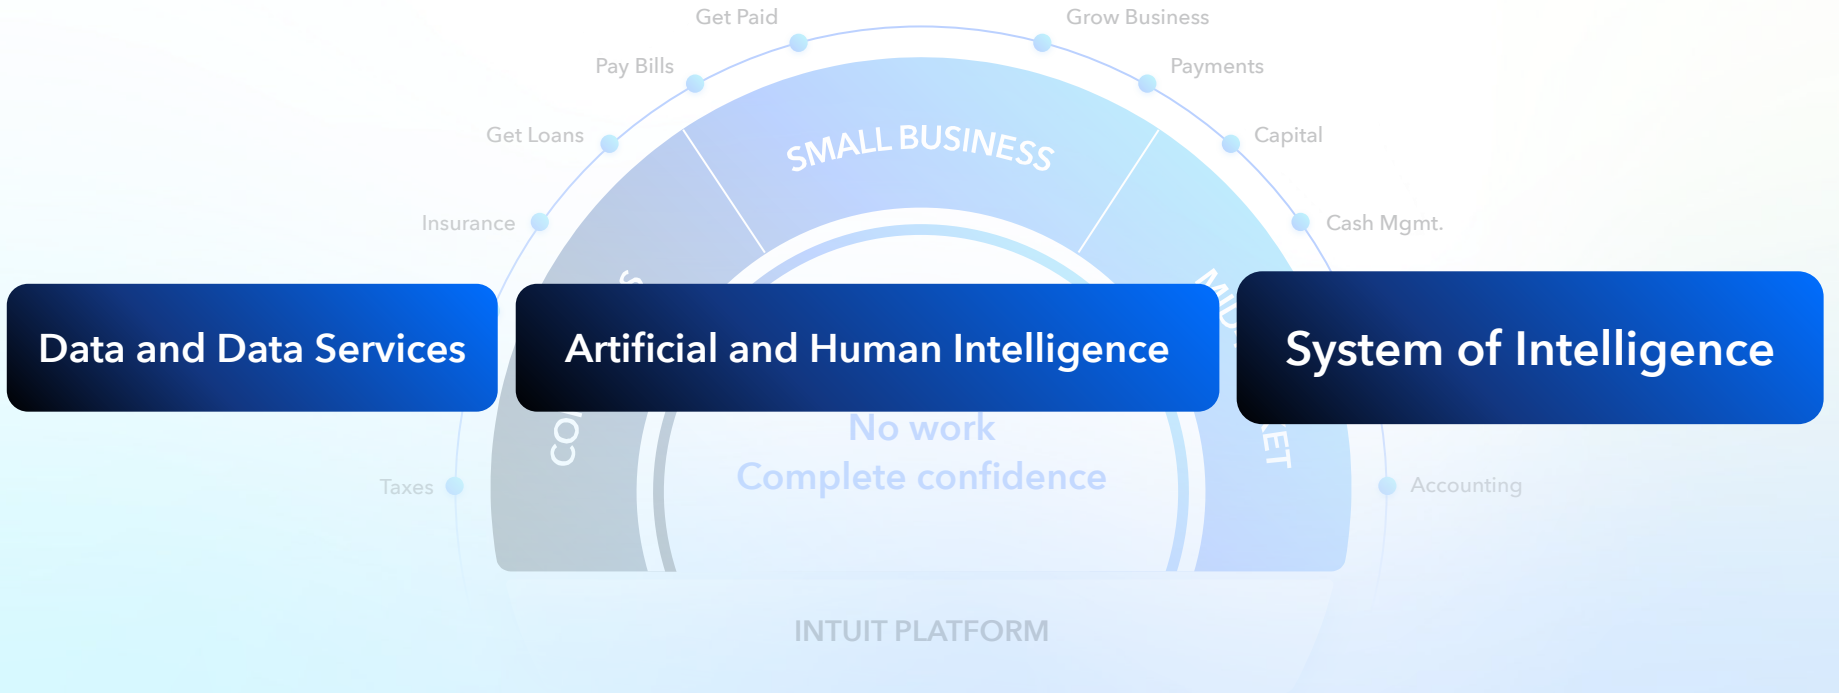 Get Paid
Grow Business
Pay Bills
Payments
Get Loans
Capital
SMALL BUSINESS
Insurance
Cash Mgmt.
Data and Data Services
Artificial and Human Intelligence
System of Intelligence
No work
Complete confidence
Taxes
Accounting
INTUIT PLATFORM